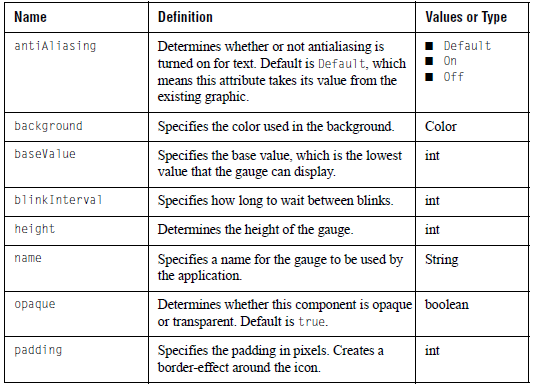 Name Definition Values or Type
antiAliasing Determines whether or not antialiasing is ■ Default
turned on for text. Default is Default, which ■ On
means this attribute takes its value from the ■ Off
existing graphic.
background Specifies the color used in the background. Color
baseValue Specifies the base value, which is the lowest int
value that the gauge can display.
blinkInterval Specifies how long to wait between blinks. int
height Determines the height of the gauge. int
name Specifies a name for the gauge to be used by String
the application.
opaque Determines whether this component is opaque boolean
or transparent. Default is true.
padding Specifies the padding in pixels. Creates a int
border-effect around the icon.